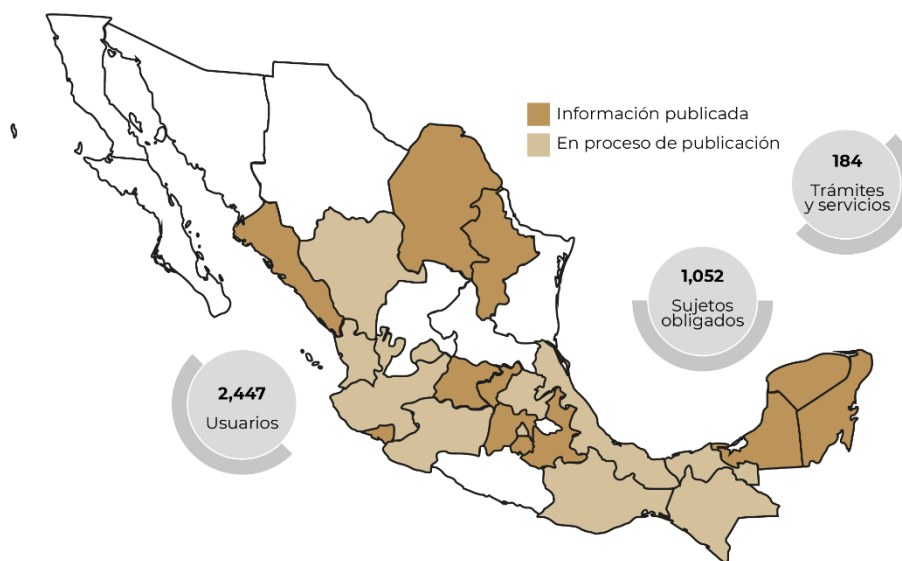 Información publicada
En proceso de publicación
184
Trámites
y servicios
1,052
Sujetos
obligados
2,447
Usuarios